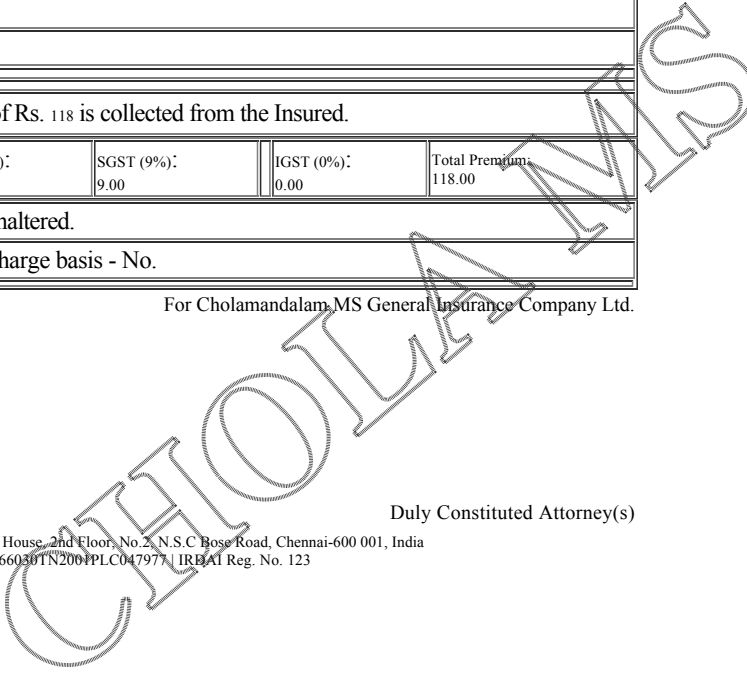 of Rs. 118 is collected from the Insured.
): SGST (9%): IGST (0%): Total Premium:
9.00 0.00 118.00
naltered.
harge basis - No.
For Cholamandalam MS General Insurance Company Ltd.
Duly Constituted Attorney(s)
House, 2nd Floor, No.2, N.S.C Bose Road, Chennai-600 001, India
66030TN2001PLC047977 | IRDAI Reg. No. 123
CHOLA MS